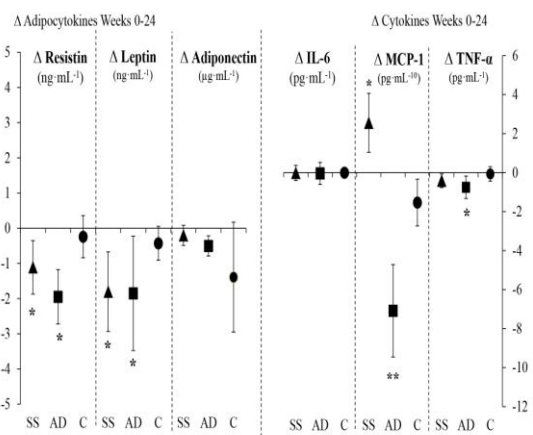 Δ Adipocytokines Weeks 0-24
Δ Cytokines Weeks 0-24
Δ Resistin
(ng·mL⁻¹)
Δ Leptin
(ng·mL⁻¹)
Δ Adiponectin
(µg·mL⁻¹)
Δ IL-6
(pg·mL⁻¹)
Δ MCP-1
(pg·mL⁻¹⁰)
Δ TNF-α
(pg·mL⁻¹)
5
4
3
2
1
0
-1
-2
-3
-4
-5
6
4
2
0
-2
-4
-6
-8
-10
-12
*
*
*
*
*
**
*
SS AD C SS AD C SS AD C
SS AD C SS AD C SS AD C